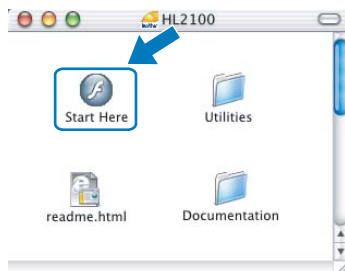 HL2100
Start Here
Utilities
readme.html
Documentation